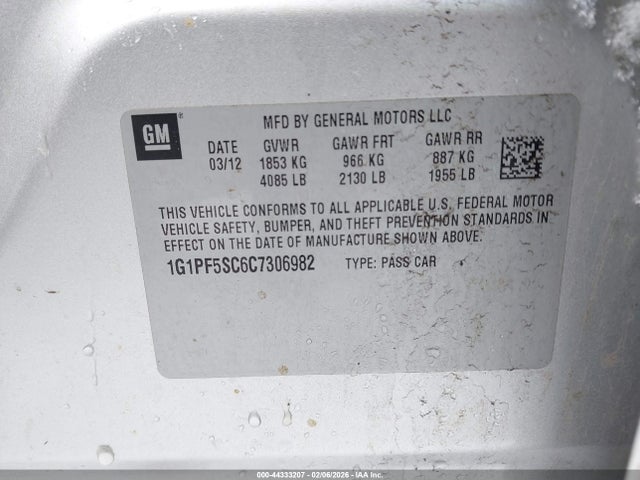 GM ®
MFD BY GENERAL MOTORS LLC
DATE GVWR GAWR FRT GAWR RR
03/12 1853 KG 966 KG 887 KG
4085 LB 2130 LB 1955 LB
THIS VEHICLE CONFORMS TO ALL APPLICABLE U.S. FEDERAL MOTOR
VEHICLE SAFETY, BUMPER, AND THEFT PREVENTION STANDARDS IN
EFFECT ON THE DATE OF MANUFACTURE SHOWN ABOVE.
1G1PF5SC6C7306982 TYPE: PASS CAR
000-44333207 - 02/06/2026 - IAAI.com